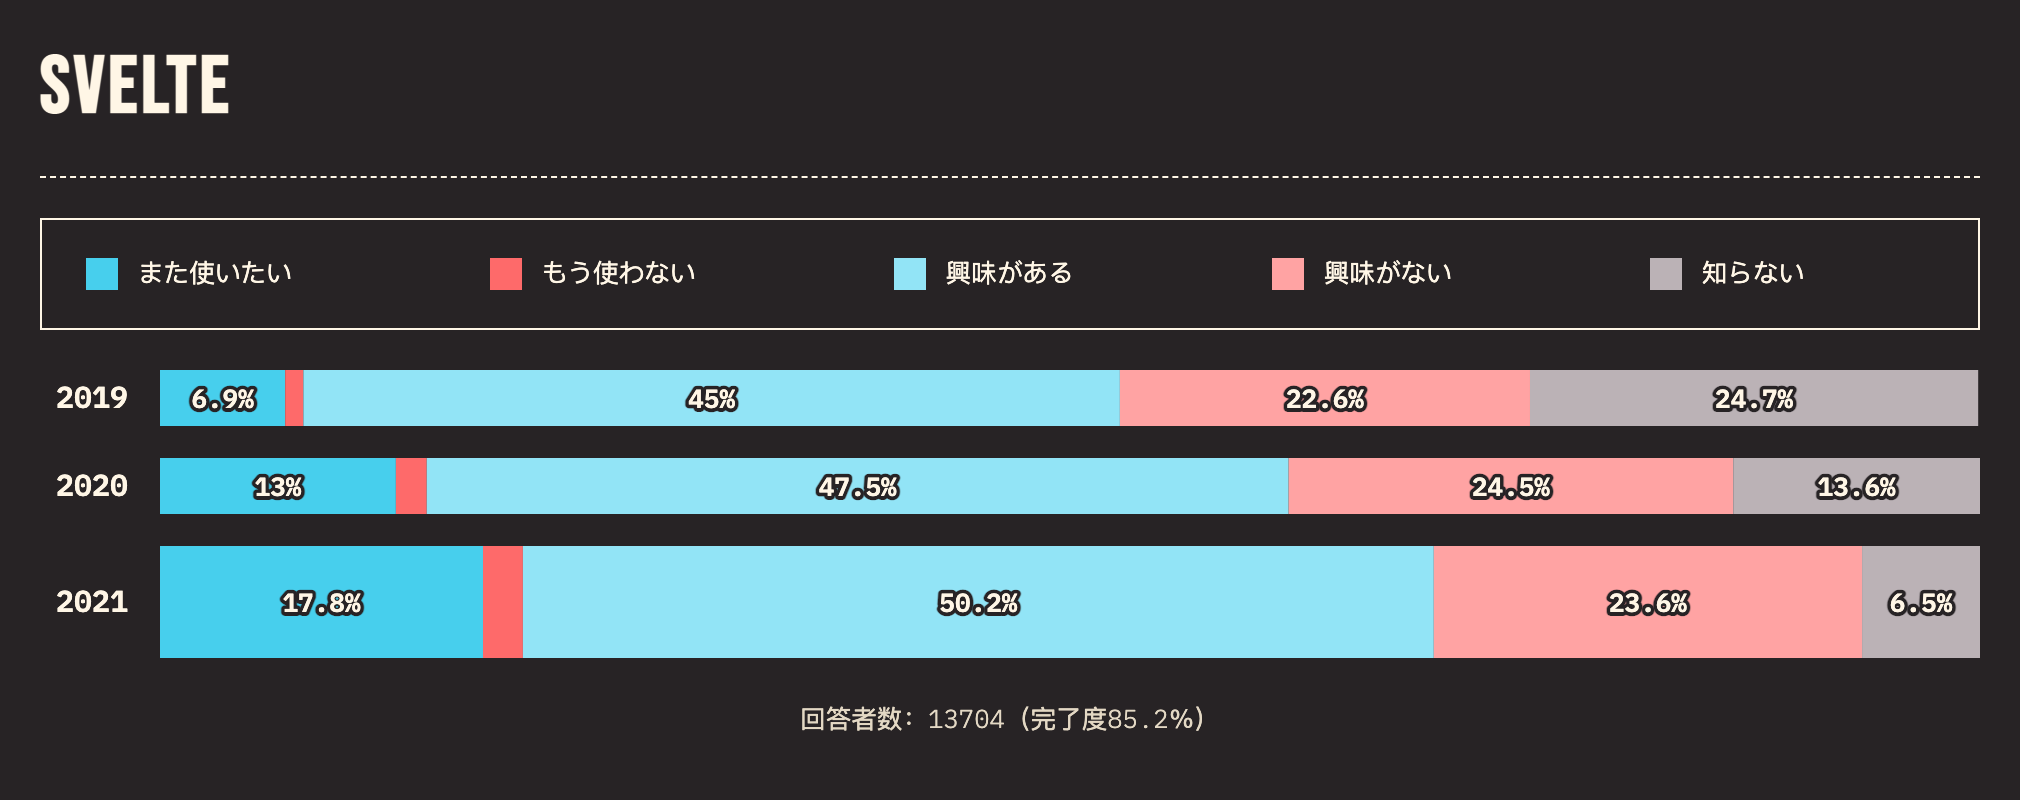 SVELTE
また使いたい もう使わない 興味がある 興味がない 知らない
2019 6.9% 45% 22.6% 24.7%
2020 13% 47.5% 24.5% 13.6%
2021 17.8% 50.2% 23.6% 6.5%
回答者数: 13704 (完了度85.2%)